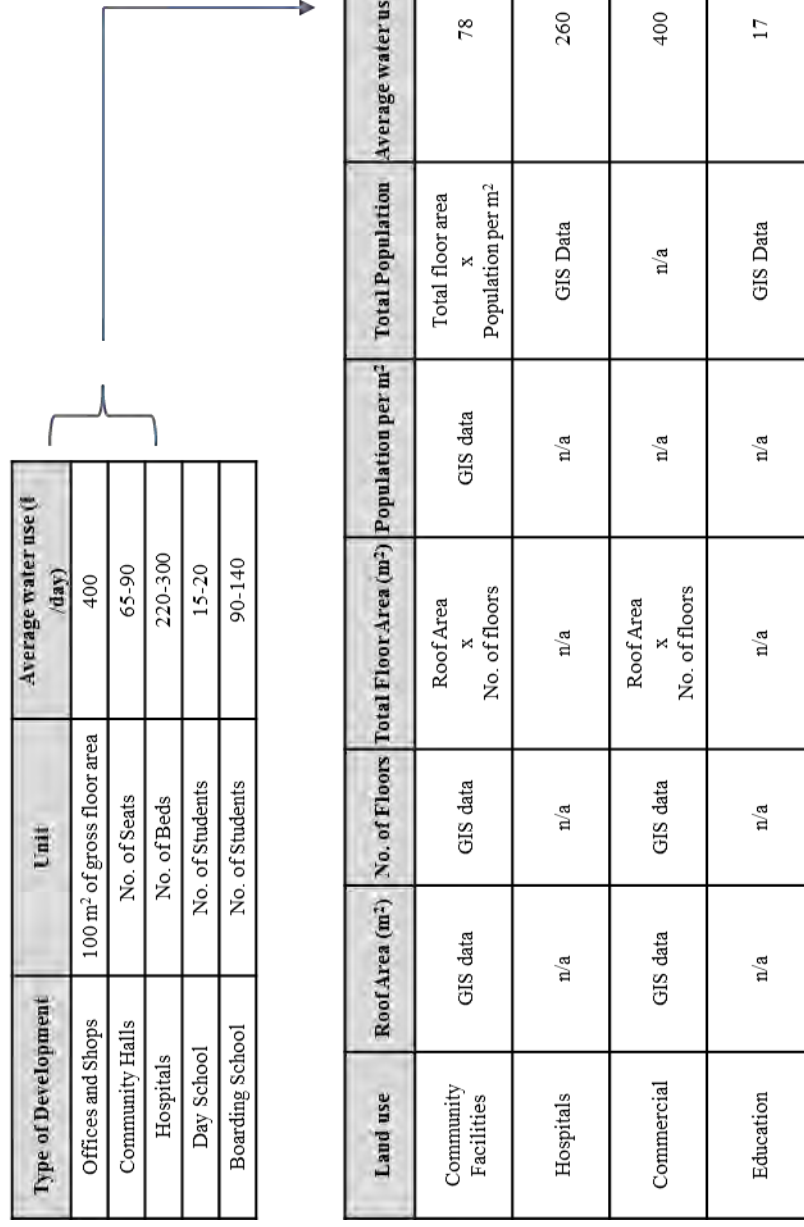 Type of Development Unit Average water use (ℓ
/day)
Offices and Shops 100 m² of gross floor area 400
Community Halls No. of Seats 65-90
Hospitals No. of Beds 220-300
Day School No. of Students 15-20
Boarding School No. of Students 90-140
Land use Roof Area (m²) No. of Floors Total Floor Area (m²) Population per m² Total Population Average water us
Community
Facilities
GIS data
GIS data
Roof Area
x
No. of floors
GIS data
Total floor area
x
Population per m²
78
Hospitals n/a n/a n/a n/a GIS Data 260
Commercial
GIS data
GIS data
Roof Area
x
No. of floors
n/a
n/a
400
Education n/a n/a n/a n/a GIS Data 17